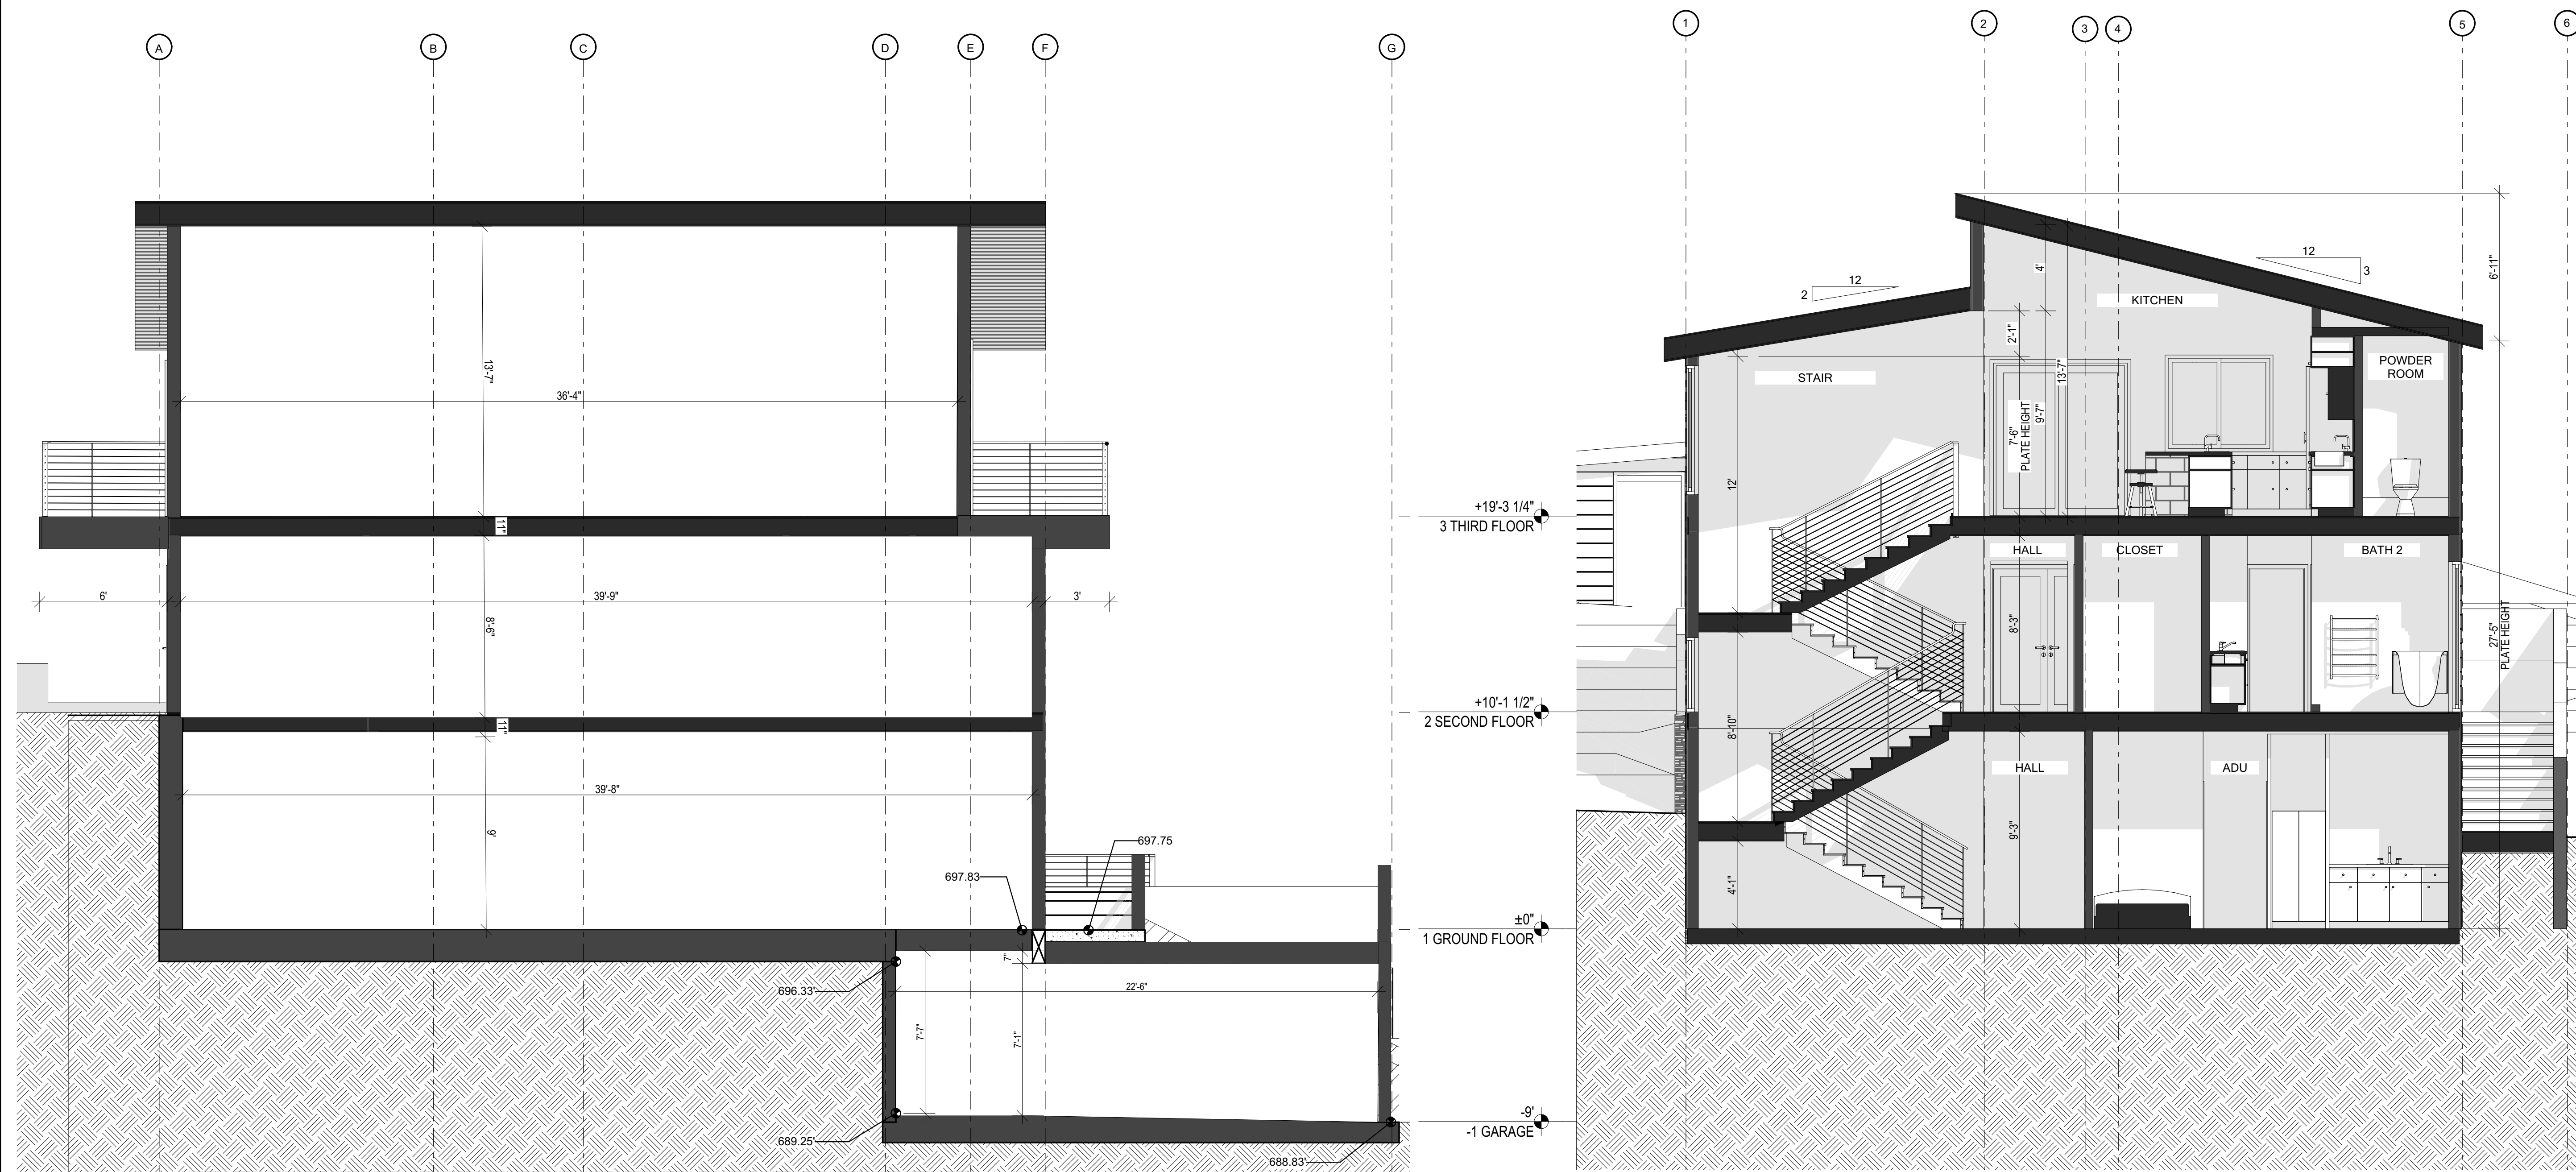 A
B
C
D
E
F
G
13'-7"
36'-4"
11"
6'
39'-9"
3'
8'-6"
11"
39'-8"
9'
697.75
697.83
7"
696.33'
22'-6"
7'-7"
7'-1"
689.25'
688.83'
+19'-3 1/4"
3 THIRD FLOOR
+10'-1 1/2"
2 SECOND FLOOR
±0"
1 GROUND FLOOR
-9'
-1 GARAGE
1
2
3
4
5
6
12
2
12
3
4'
6'-11"
KITCHEN
2'-1"
STAIR
POWDER
ROOM
13'-7"
9'-7"
7'-6"
PLATE HEIGHT
12'
HALL
CLOSET
BATH 2
8'-3"
27'-5"
PLATE HEIGHT
8'-10"
HALL
ADU
9'-3"
4'-1"